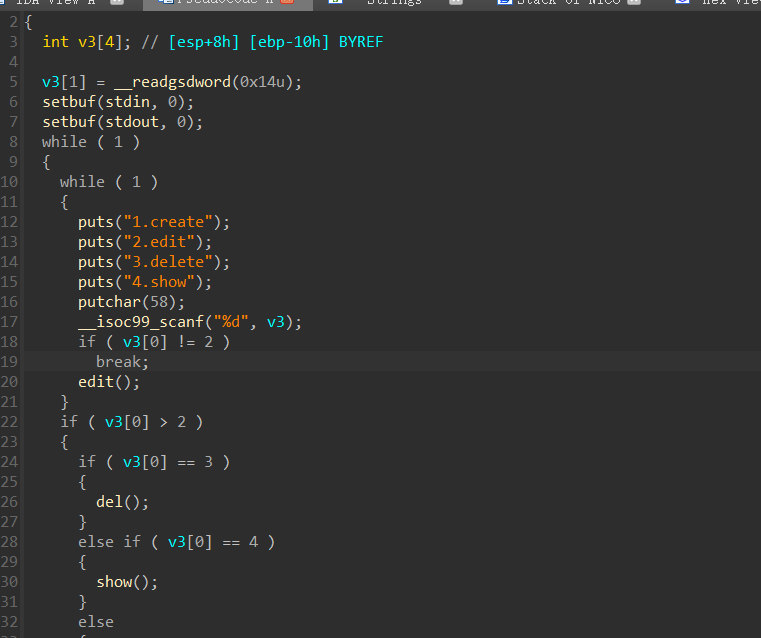 IDA View-A Pseudocode-A Strings Stack of Nico Hex View
2 {
3 int v3[4]; // [esp+8h] [ebp-10h] BYREF
4
5 v3[1] = __readgsdword(0x14u);
6 setbuf(stdin, 0);
7 setbuf(stdout, 0);
8 while ( 1 )
9 {
10 while ( 1 )
11 {
12 puts("1.create");
13 puts("2.edit");
14 puts("3.delete");
15 puts("4.show");
16 putchar(58);
17 __isoc99_scanf("%d", v3);
18 if ( v3[0] != 2 )
19 break;
20 edit();
21 }
22 if ( v3[0] > 2 )
23 {
24 if ( v3[0] == 3 )
25 {
26 del();
27 }
28 else if ( v3[0] == 4 )
29 {
30 show();
31 }
32 else